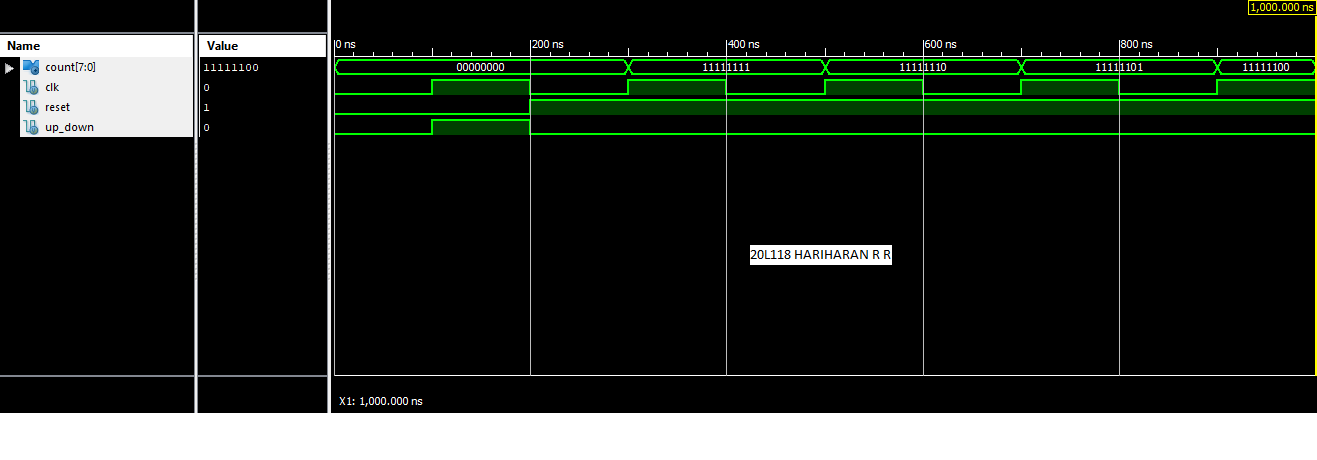 1,000.000 ns
Name Value
0 ns 200 ns 400 ns 600 ns 800 ns
count[7:0] 11111100 00000000 11111111 11111110 11111101 11111100
clk 0
reset 1
up_down 0
20L118 HARIHARAN R R
X1: 1,000.000 ns